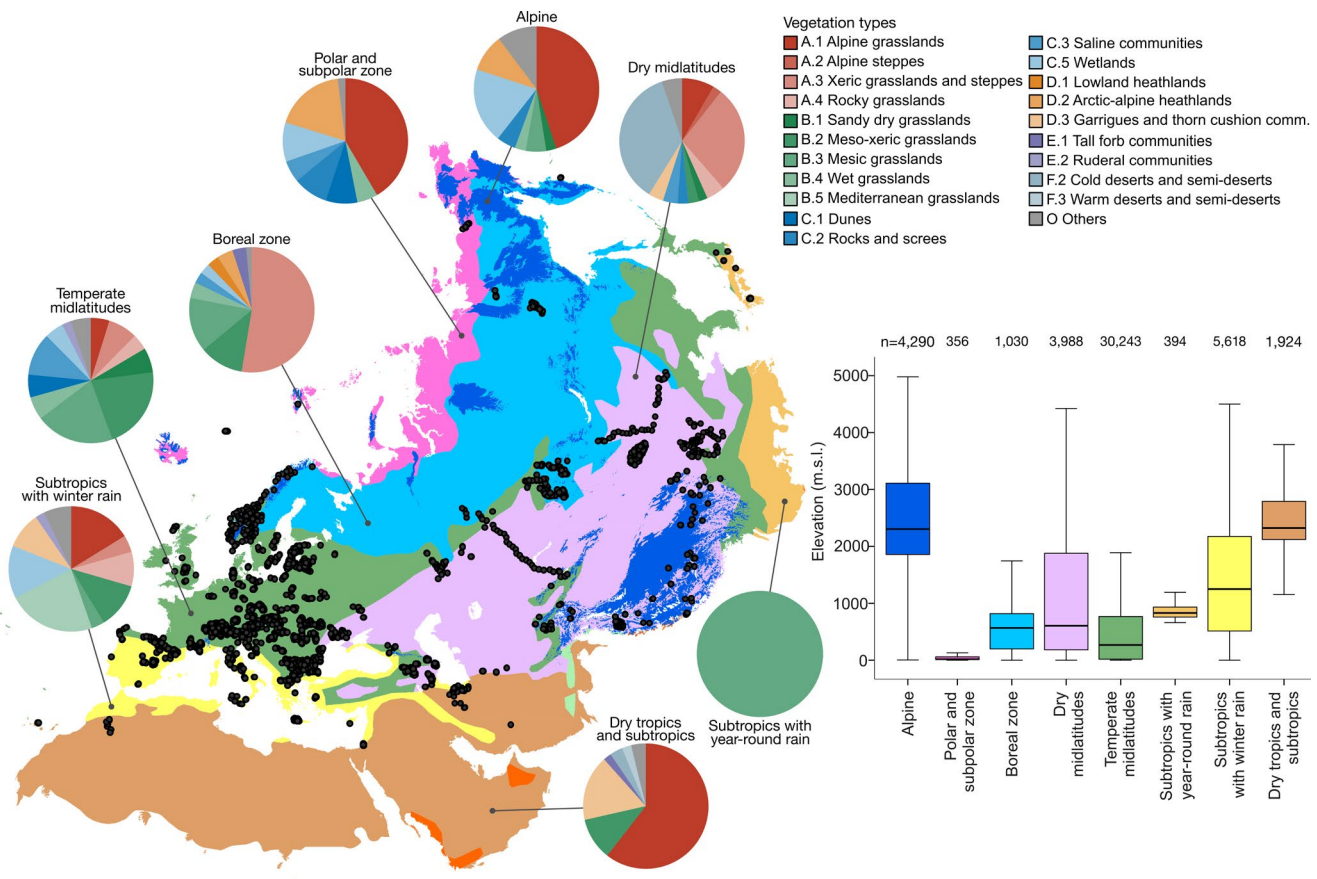 Alpine
Polar and
subpolar zone
Dry midlatitudes
Boreal zone
Temperate
midlatitudes
Subtropics
with winter rain
Subtropics with
year-round rain
Dry tropics
and subtropics
Vegetation types
A.1 Alpine grasslands
A.2 Alpine steppes
A.3 Xeric grasslands and steppes
A.4 Rocky grasslands
B.1 Sandy dry grasslands
B.2 Meso-xeric grasslands
B.3 Mesic grasslands
B.4 Wet grasslands
B.5 Mediterranean grasslands
C.1 Dunes
C.2 Rocks and screes
C.3 Saline communities
C.5 Wetlands
D.1 Lowland heathlands
D.2 Arctic-alpine heathlands
D.3 Garrigues and thorn cushion comm.
E.1 Tall forb communities
E.2 Ruderal communities
F.2 Cold deserts and semi-deserts
F.3 Warm deserts and semi-deserts
O Others
n=4,290 356 1,030 3,988 30,243 394 5,618 1,924
Elevation (m.s.l.)
5000
4000
3000
2000
1000
0
Alpine
Polar and
subpolar zone
Boreal zone
Dry
midlatitudes
Temperate
midlatitudes
Subtropics with
year-round rain
Subtropics
with winter rain
Dry tropics and
subtropics